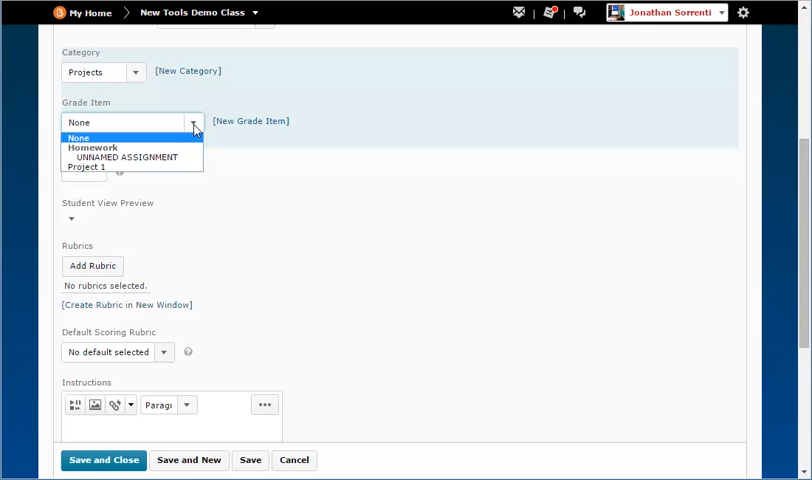 My Home
New Tools Demo Class
Jonathan Sorrenti
Category
Projects
[New Category]
Grade Item
None
[New Grade Item]
None
Homework
UNNAMED ASSIGNMENT
Project 1
Student View Preview
Rubrics
Add Rubric
No rubrics selected.
[Create Rubric in New Window]
Default Scoring Rubric
No default selected
Instructions
Paragr
Save and Close
Save and New
Save
Cancel